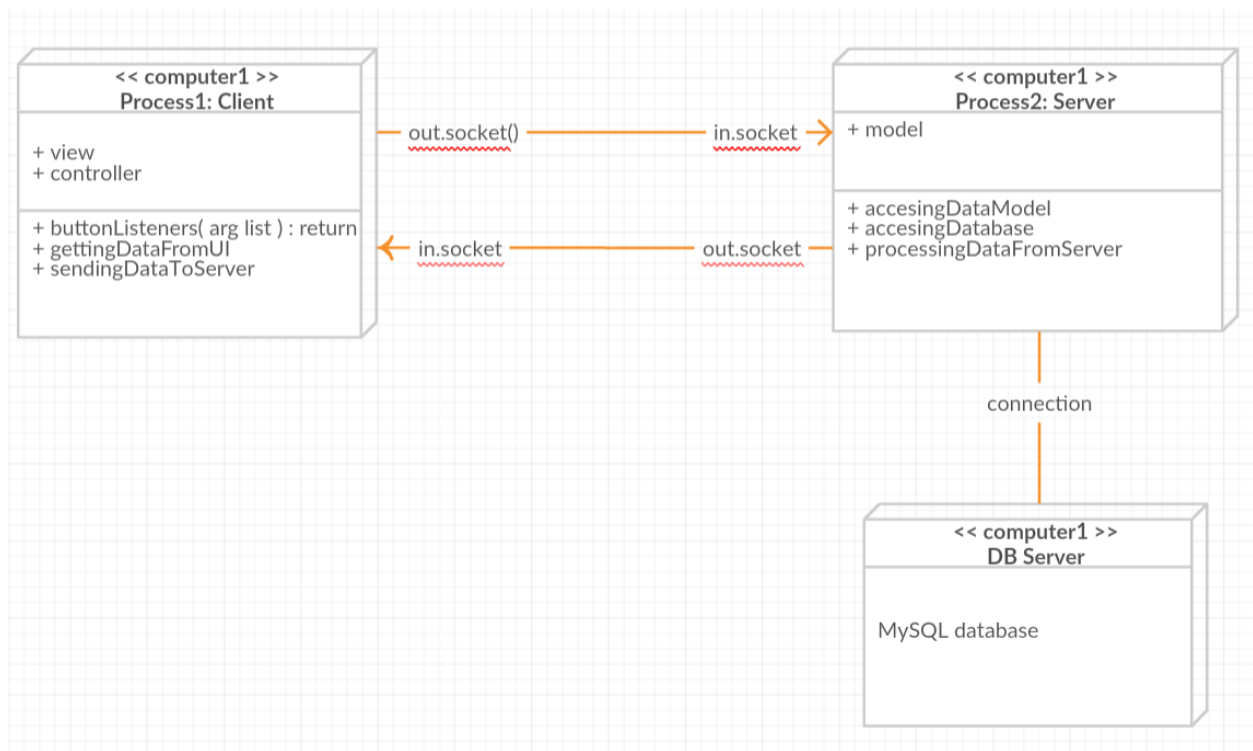 << computer1 >>
Process1: Client
+ view
+ controller
+ buttonListeners( arg list ) : return
+ gettingDataFromUI
+ sendingDataToServer
out.socket()
in.socket
in.socket
out.socket
<< computer1 >>
Process2: Server
+ model
+ accesingDataModel
+ accesingDatabase
+ processingDataFromServer
connection
<< computer1 >>
DB Server
MySQL database